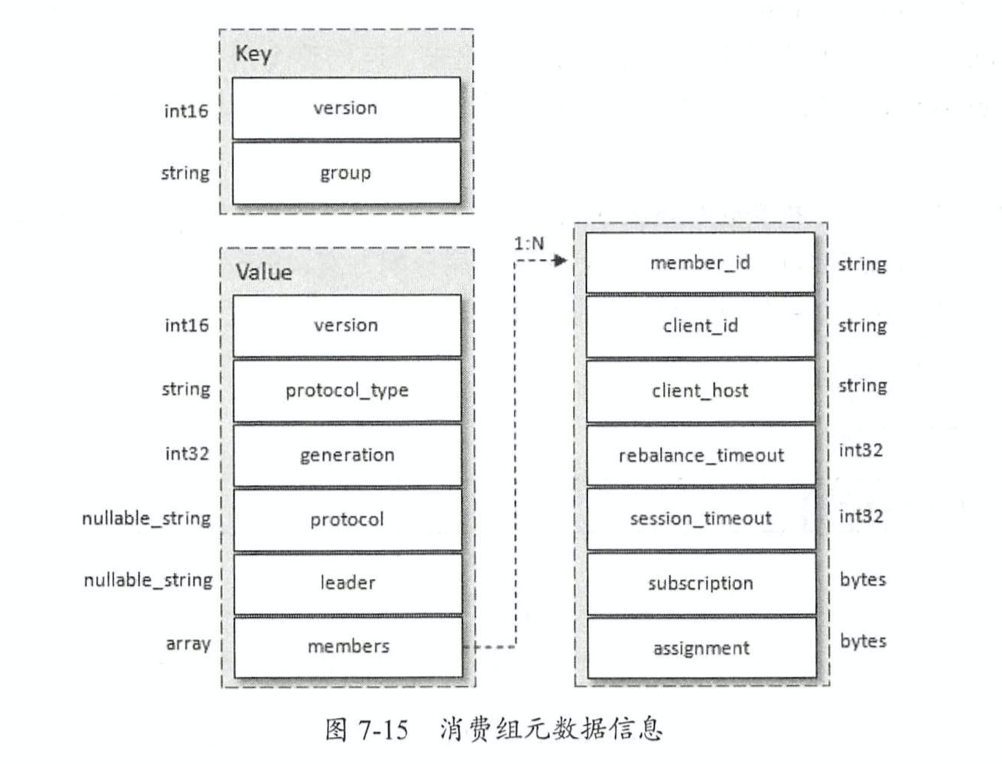 Key
int16 version
string group
Value
int16 version
string protocol_type
int32 generation
nullable_string protocol
nullable_string leader
array members
1:N
member_id string
client_id string
client_host string
rebalance_timeout int32
session_timeout int32
subscription bytes
assignment bytes
图 7-15 消费组元数据信息